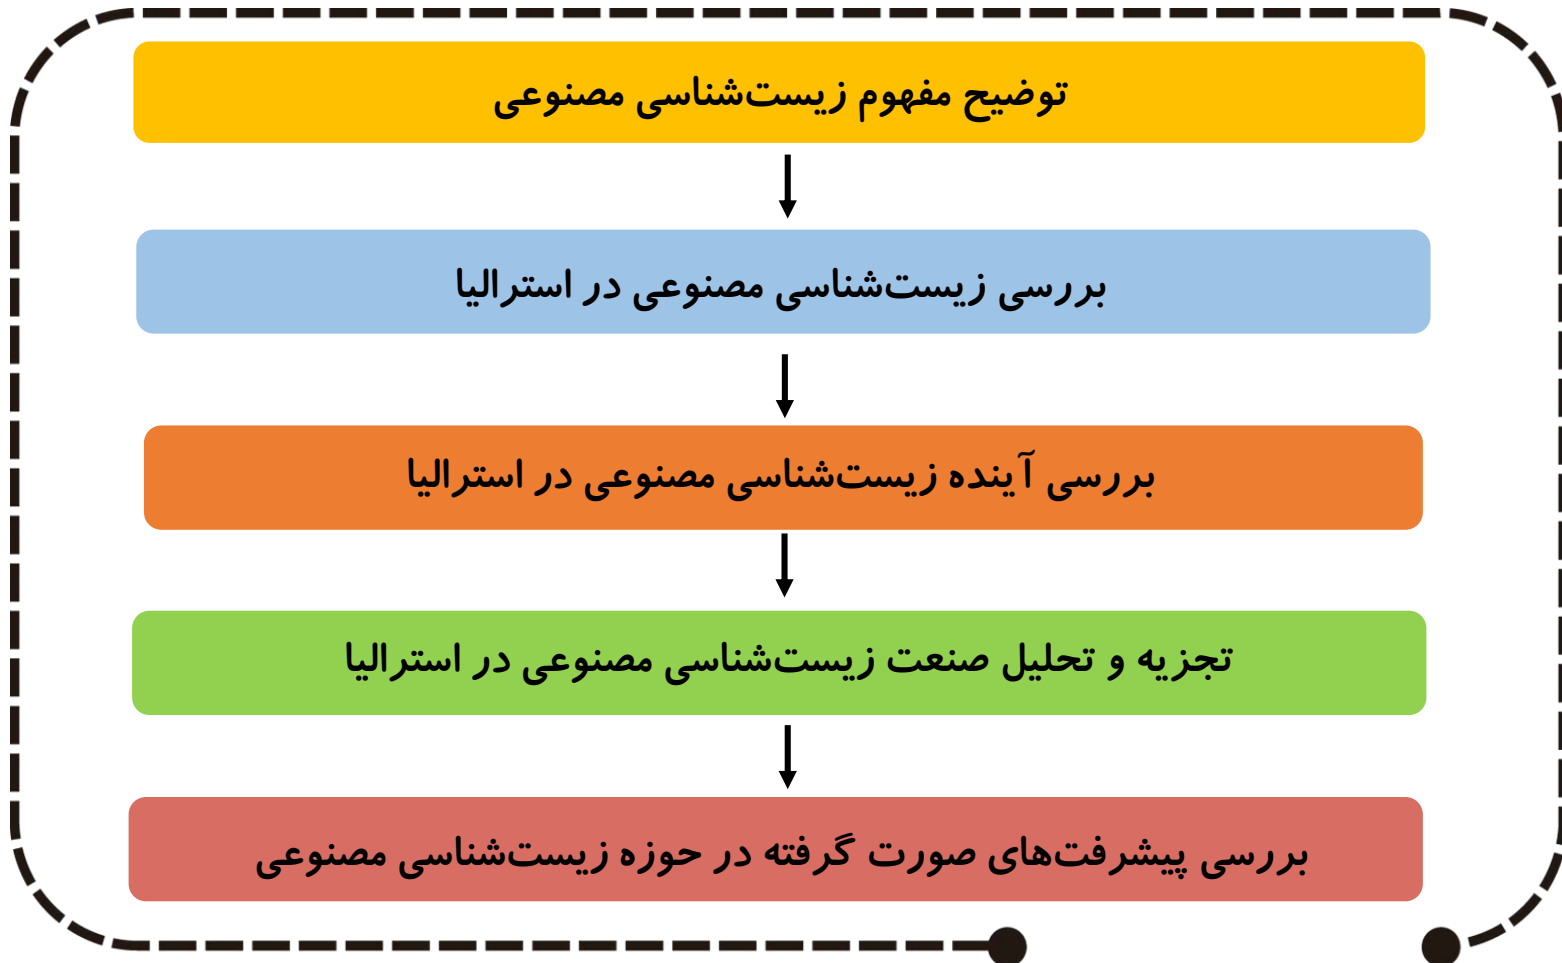 توضیح مفهوم زیست‌شناسی مصنوعی
بررسی زیست‌شناسی مصنوعی در استرالیا
بررسی آینده زیست‌شناسی مصنوعی در استرالیا
تجزیه و تحلیل صنعت زیست‌شناسی مصنوعی در استرالیا
بررسی پیشرفت‌های صورت گرفته در حوزه زیست‌شناسی مصنوعی